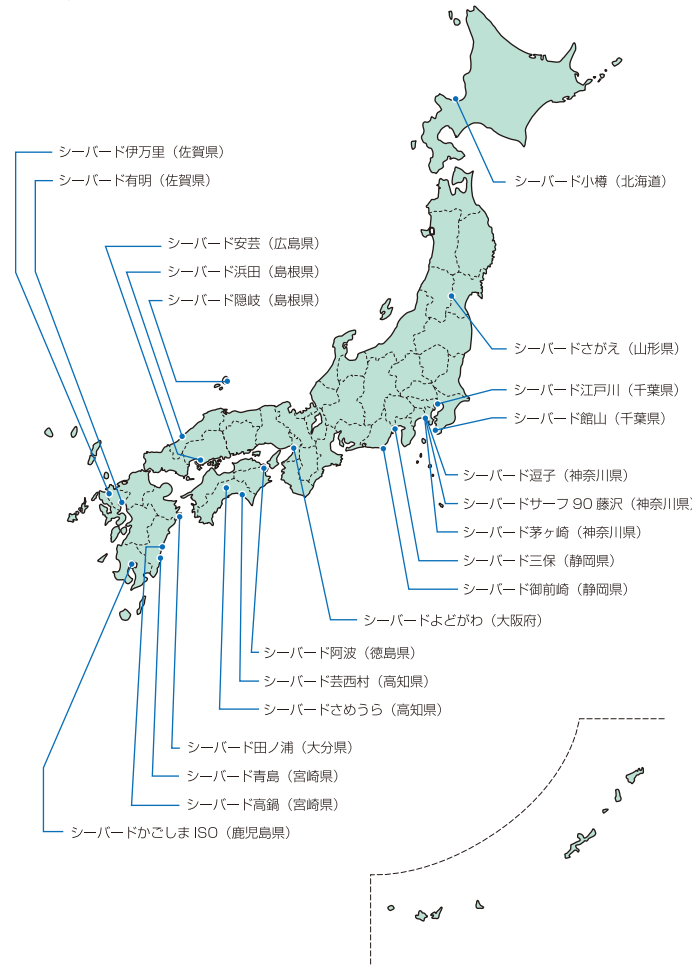 シーバード伊万里（佐賀県）
シーバード有明（佐賀県）
シーバード小樽（北海道）
シーバード安芸（広島県）
シーバード浜田（島根県）
シーバード隠岐（島根県）
シーバードさがえ（山形県）
シーバード江戸川（千葉県）
シーバード館山（千葉県）
シーバード逗子（神奈川県）
シーバードサーフ90藤沢（神奈川県）
シーバード茅ヶ崎（神奈川県）
シーバード三保（静岡県）
シーバード御前崎（静岡県）
シーバードよどがわ（大阪府）
シーバード阿波（徳島県）
シーバード芸西村（高知県）
シーバードさめうら（高知県）
シーバード田ノ浦（大分県）
シーバード青島（宮崎県）
シーバード高鍋（宮崎県）
シーバードかごしまISO（鹿児島県）